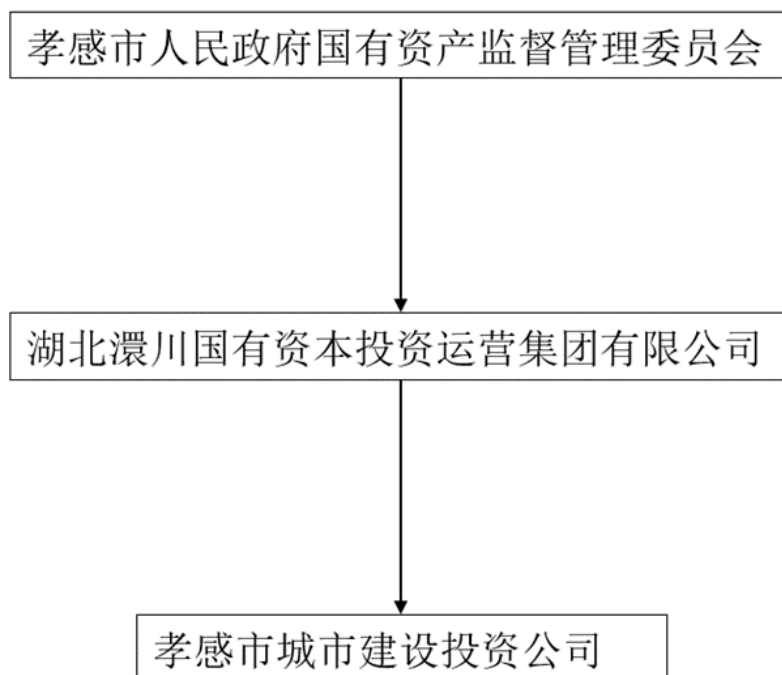 孝感市人民政府国有资产监督管理委员会
湖北澴川国有资本投资运营集团有限公司
孝感市城市建设投资公司